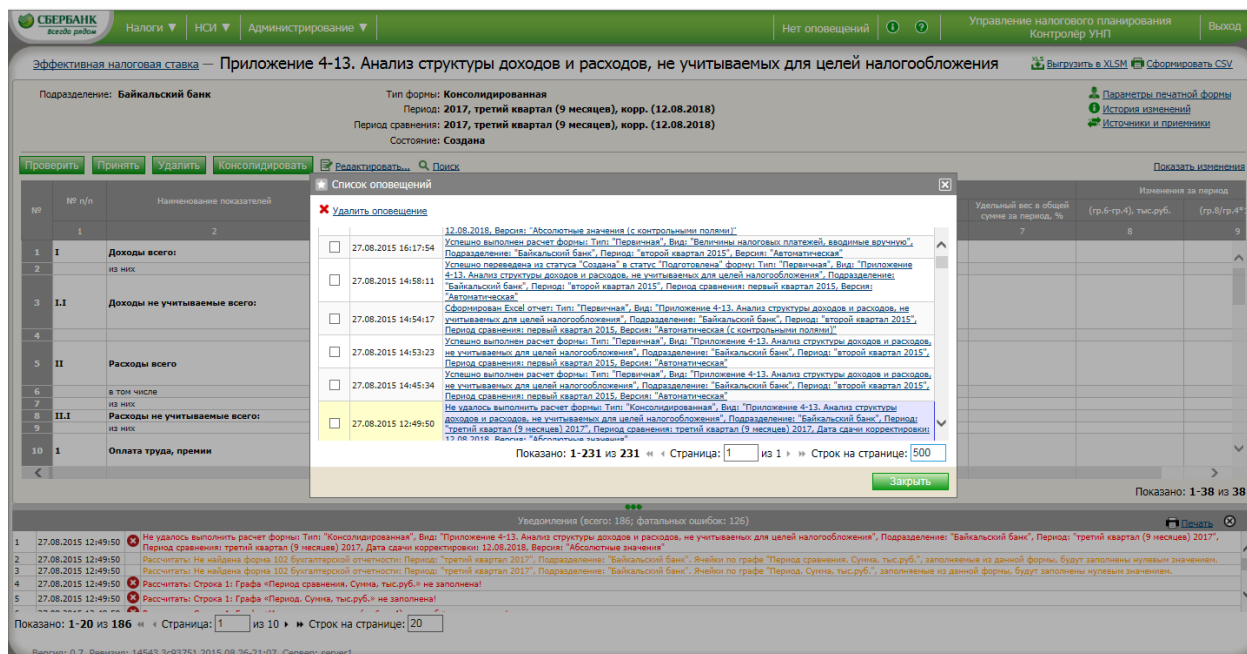 СБЕРБАНК
Всегда рядом
Налоги ▼
НСИ ▼
Администрирование ▼
Нет оповещений
Управление налогового планирования
Контролёр УНП
Выход
Эффективная налоговая ставка — Приложение 4-13. Анализ структуры доходов и расходов, не учитываемых для целей налогообложения
Выгрузить в XLSM Сформировать CSV
Подразделение: Байкальский банк
Тип формы: Консолидированная
Период: 2017, третий квартал (9 месяцев), корр. (12.08.2018)
Период сравнения: 2017, третий квартал (9 месяцев), корр. (12.08.2018)
Состояние: Создана
Параметры печатной формы
История изменений
Источники и приемники
Проверить Принять Удалить Консолидировать Редактировать... Поиск
Показать изменения
№ № п/п Наименование показателей
1 2
Удельный вес в общей
сумме за период, %
7
Изменения за период
(гр.6-гр.4), тыс.руб. (гр.8/гр.4*
8 9
1 I Доходы всего:
2 из них
3 I.I Доходы не учитываемые всего:
4
5 II Расходы всего
6 в том числе
7 из них
8 II.I Расходы не учитываемые всего:
9 из них
10 1 Оплата труда, премии
Список оповещений
Удалить оповещение
12.08.2018, Версия: "Абсолютные значения (с контрольными полями)"
27.08.2015 16:17:54 Успешно выполнен расчет формы: Тип: "Первичная", Вид: "Величины налоговых платежей, вводимые вручную",
Подразделение: "Байкальский банк", Период: "второй квартал 2015", Версия: "Автоматическая"
27.08.2015 14:58:11 Успешно переведена из статуса "Создана" в статус "Подготовлена" форму: Тип: "Первичная", Вид: "Приложение
4-13. Анализ структуры доходов и расходов, не учитываемых для целей налогообложения", Подразделение:
"Байкальский банк", Период: "второй квартал 2015", Период сравнения: первый квартал 2015, Версия:
"Автоматическая"
27.08.2015 14:54:17 Сформирован Excel отчет: Тип: "Первичная", Вид: "Приложение 4-13. Анализ структуры доходов и расходов, не
учитываемых для целей налогообложения", Подразделение: "Байкальский банк", Период: "второй квартал 2015",
Период сравнения: первый квартал 2015, Версия: "Автоматическая (с контрольными полями)"
27.08.2015 14:53:23 Успешно выполнен расчет формы: Тип: "Первичная", Вид: "Приложение 4-13. Анализ структуры доходов и расходов,
не учитываемых для целей налогообложения", Подразделение: "Байкальский банк", Период: "второй квартал 2015",
Период сравнения: первый квартал 2015, Версия: "Автоматическая"
27.08.2015 14:45:34 Успешно выполнен расчет формы: Тип: "Первичная", Вид: "Приложение 4-13. Анализ структуры доходов и расходов,
не учитываемых для целей налогообложения", Подразделение: "Байкальский банк", Период: "второй квартал 2015",
Период сравнения: первый квартал 2015, Версия: "Автоматическая"
27.08.2015 12:49:50 Не удалось выполнить расчет формы: Тип: "Консолидированная", Вид: "Приложение 4-13. Анализ структуры
доходов и расходов, не учитываемых для целей налогообложения", Подразделение: "Байкальский банк", Период:
"третий квартал (9 месяцев) 2017", Период сравнения: третий квартал (9 месяцев) 2017, Дата сдачи корректировки:
12.08.2018, Версия: "Абсолютные значения"
Показано: 1-231 из 231 Страница: 1 из 1 Строк на странице: 500
Закрыть
Показано: 1-38 из 38
Уведомления (всего: 186; фатальных ошибок: 126)
Печать
1 27.08.2015 12:49:50 Не удалось выполнить расчет формы: Тип: "Консолидированная", Вид: "Приложение 4-13. Анализ структуры доходов и расходов, не учитываемых для целей налогообложения", Подразделение: "Байкальский банк", Период: "третий квартал (9 месяцев) 2017",
Период сравнения: третий квартал (9 месяцев) 2017, Дата сдачи корректировки: 12.08.2018, Версия: "Абсолютные значения"
2 27.08.2015 12:49:50 Рассчитать: Не найдена форма 102 бухгалтерской отчетности: Период: "третий квартал 2017", Подразделение: "Байкальский банк". Ячейки по графе "Период сравнения. Сумма, тыс.руб.", заполняемые из данной формы, будут заполнены нулевым значением.
3 27.08.2015 12:49:50 Рассчитать: Не найдена форма 102 бухгалтерской отчетности: Период: "третий квартал 2017", Подразделение: "Байкальский банк". Ячейки по графе "Период, Сумма, тыс.руб.", заполняемые из данной формы, будут заполнены нулевым значением.
4 27.08.2015 12:49:50 Рассчитать: Строка 1: Графа «Период сравнения, Сумма, тыс.руб.» не заполнена!
5 27.08.2015 12:49:50 Рассчитать: Строка 1: Графа «Период. Сумма, тыс.руб.» не заполнена!
Показано: 1-20 из 186 Страница: 1 из 10 Строк на странице: 20
Версия: 0.7, Ревизия: 14543.3c93751 2015.08.26-21:07, Сервер: server1